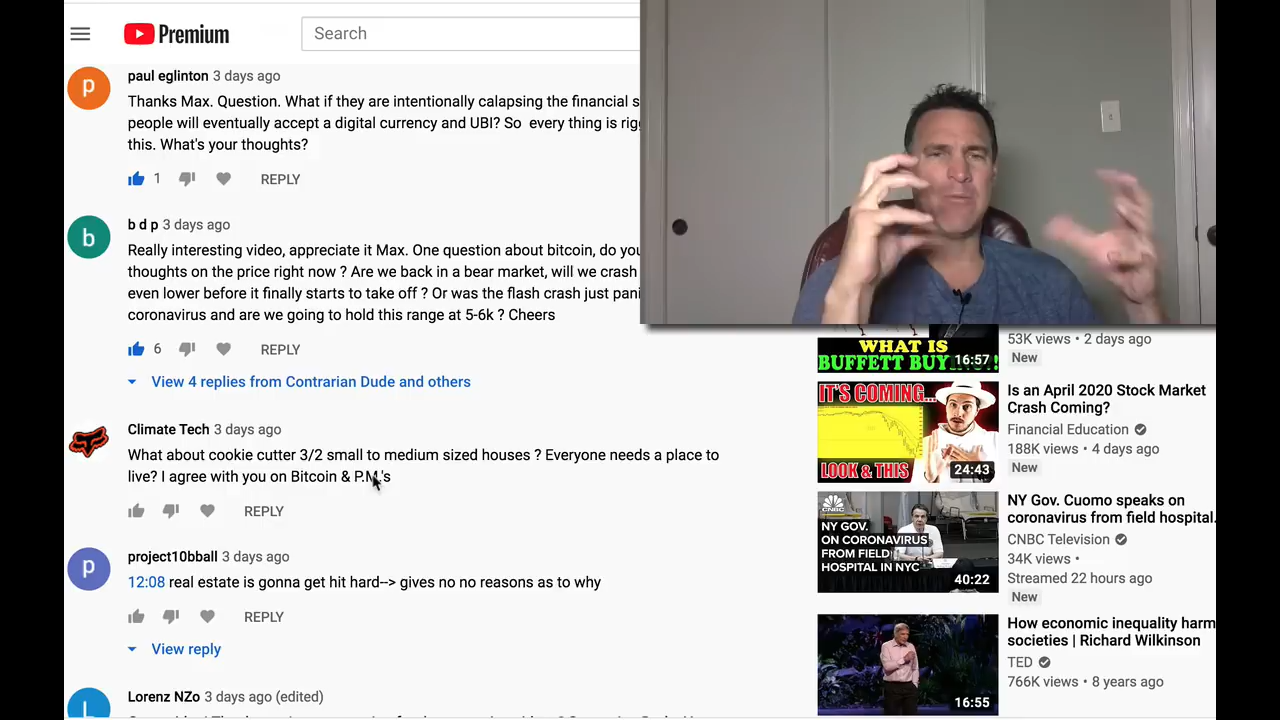 Premium
Search
paul eglinton 3 days ago
Thanks Max. Question. What if they are intentionally calapsing the financial s
people will eventually accept a digital currency and UBI? So every thing is rigg
this. What's your thoughts?
1
REPLY
b d p 3 days ago
Really interesting video, appreciate it Max. One question about bitcoin, do you
thoughts on the price right now ? Are we back in a bear market, will we crash
even lower before it finally starts to take off ? Or was the flash crash just pani
coronavirus and are we going to hold this range at 5-6k ? Cheers
6
REPLY
View 4 replies from Contrarian Dude and others
Climate Tech 3 days ago
What about cookie cutter 3/2 small to medium sized houses ? Everyone needs a place to
live? I agree with you on Bitcoin & P.M.'s
REPLY
project10bball 3 days ago
12:08 real estate is gonna get hit hard--> gives no no reasons as to why
REPLY
View reply
Lorenz NZo 3 days ago (edited)
WHAT IS
BUFFETT
16:57
53K views • 2 days ago
New
IT'S COMING...
LOOK & THIS
24:43
Is an April 2020 Stock Market
Crash Coming?
Financial Education
188K views • 4 days ago
New
CNBC
NY GOV.
ON CORONAVIRUS
FROM FIELD
HOSPITAL IN NYC
40:22
NY Gov. Cuomo speaks on
coronavirus from field hospital.
CNBC Television
34K views •
Streamed 22 hours ago
New
16:55
How economic inequality harm
societies | Richard Wilkinson
TED
766K views • 8 years ago